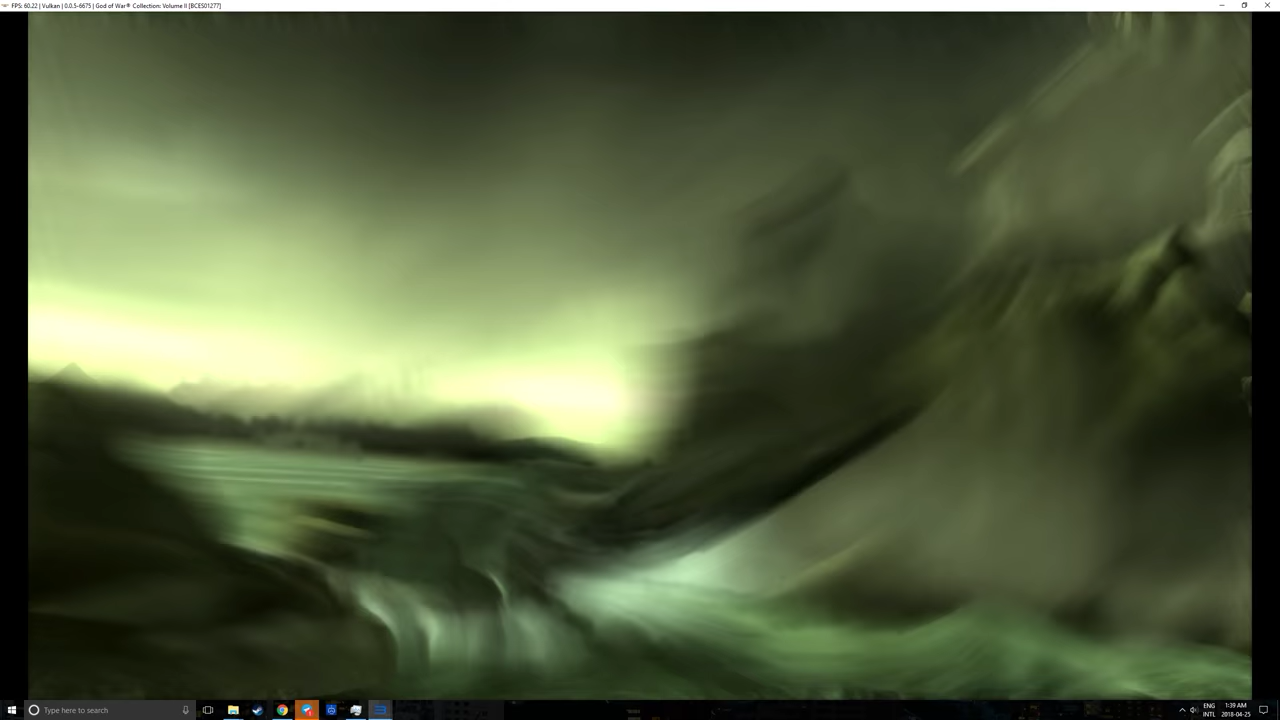 FPS: 60.22 | Vulkan | 0.0.5-6675 | God of War® Collection: Volume II [BCES01277]
Type here to search
ENG
INTL
1:39 AM
2018-04-25